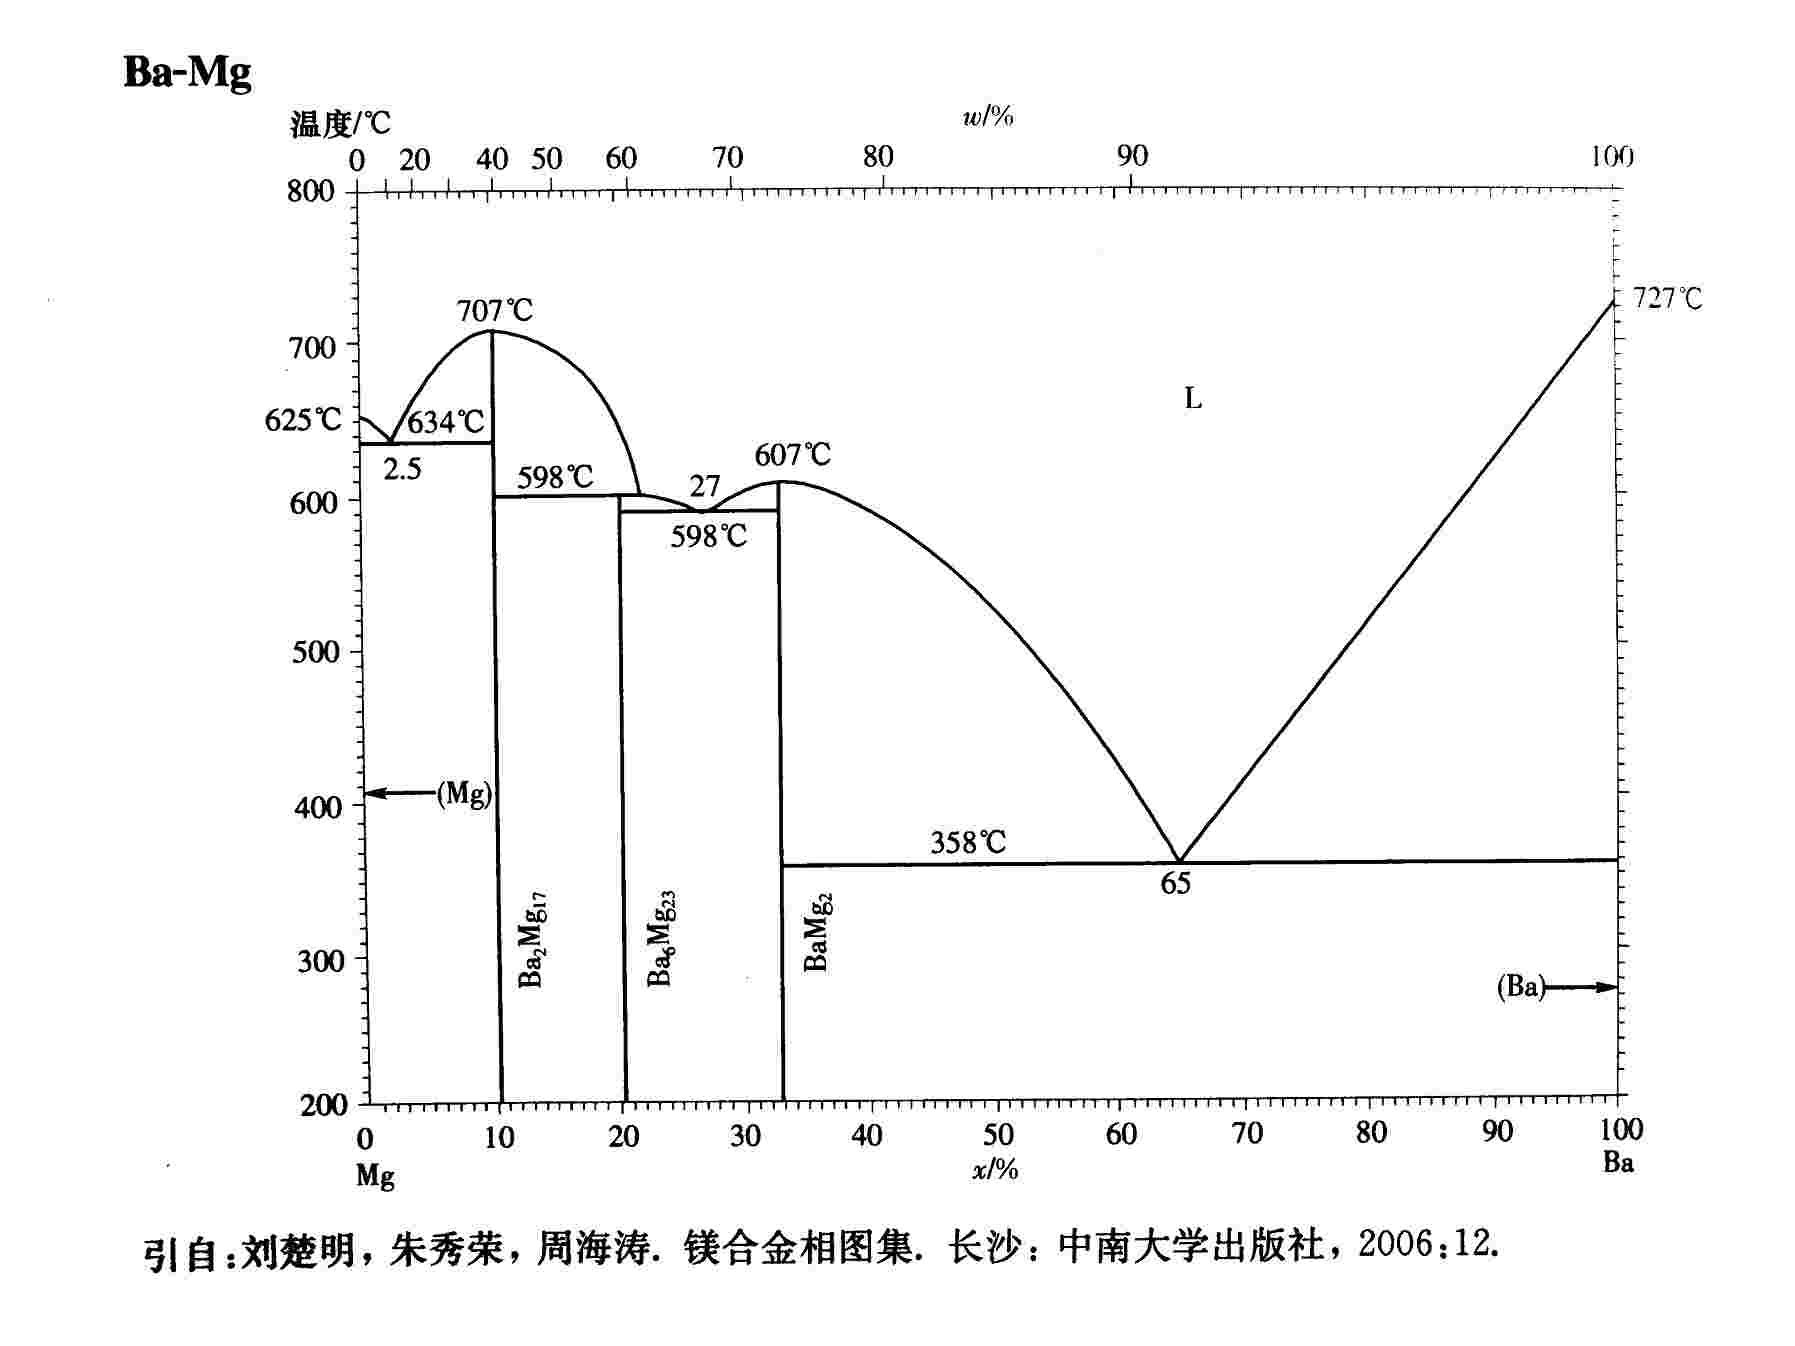 Ba-Mg
温度/℃
w/%
0 20 40 50 60 70 80 90 100
800
707℃
727℃
700
L
625℃
634℃
607℃
2.5
598℃
27
600
598℃
500
(Mg)
400
358℃
65
Ba₂Mg₁₇
Ba₆Mg₂₃
BaMg₂
300
(Ba)
200
0 10 20 30 40 50 60 70 80 90 100
Mg
x/%
Ba
引自:刘楚明，朱秀荣，周海涛. 镁合金相图集. 长沙: 中南大学出版社，2006:12.